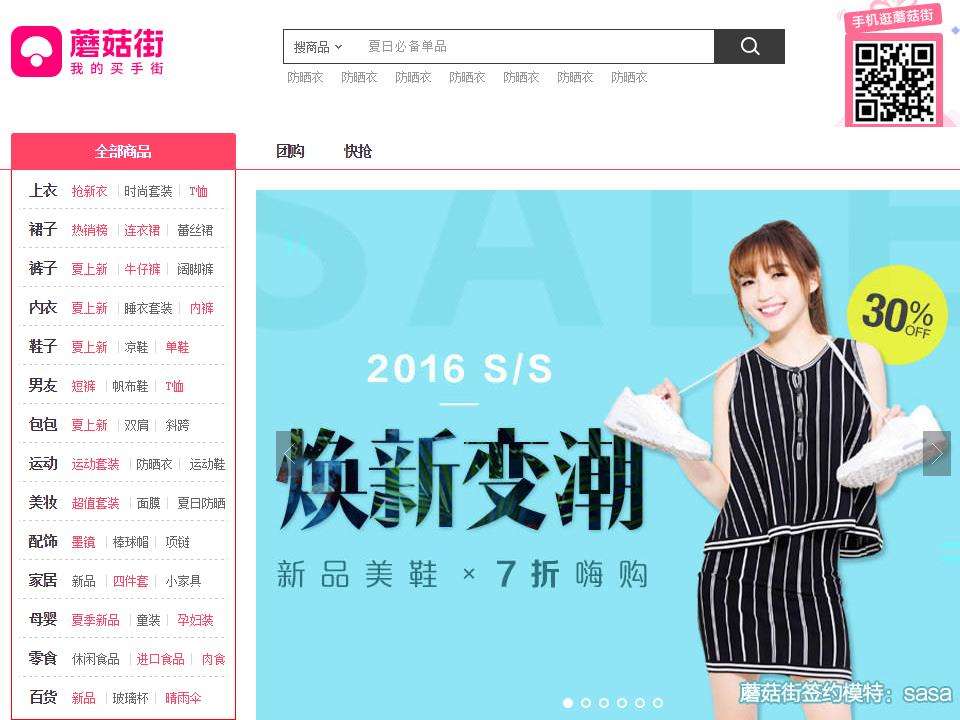 蘑菇街
我的买手街
搜商品 夏日必备单品
防晒衣 防晒衣 防晒衣 防晒衣 防晒衣 防晒衣 防晒衣
手机逛蘑菇街
全部商品 团购 快抢
上衣 抢新衣 时尚套装 T恤
裙子 热销榜 连衣裙 蕾丝裙
裤子 夏上新 牛仔裤 阔脚裤
内衣 夏上新 睡衣套装 内裤
鞋子 夏上新 凉鞋 单鞋
男友 短裤 帆布鞋 T恤
包包 夏上新 双肩 斜跨
运动 运动套装 防晒衣 运动鞋
美妆 超值套装 面膜 夏日防晒
配饰 墨镜 棒球帽 项链
家居 新品 四件套 小家具
母婴 夏季新品 童装 孕妇装
零食 休闲食品 进口食品 肉食
百货 新品 玻璃杯 晴雨伞
SALE
30%
OFF
2016 S/S
焕新变潮
新品美鞋 × 7折嗨购
蘑菇街签约模特：sasa